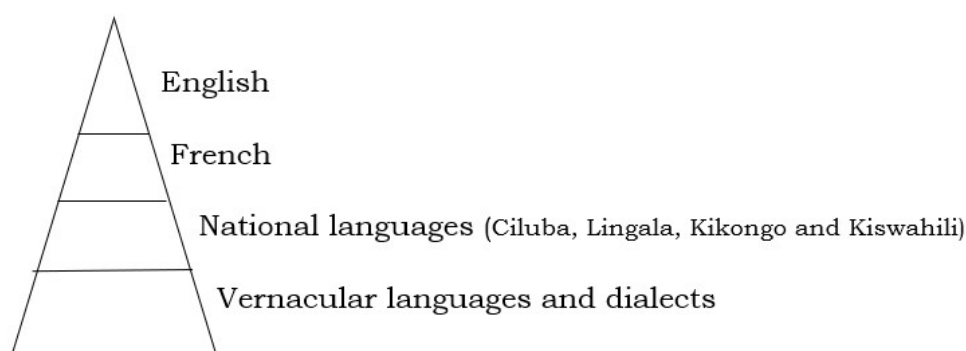 English
French
National languages (Ciluba, Lingala, Kikongo and Kiswahili)
Vernacular languages and dialects